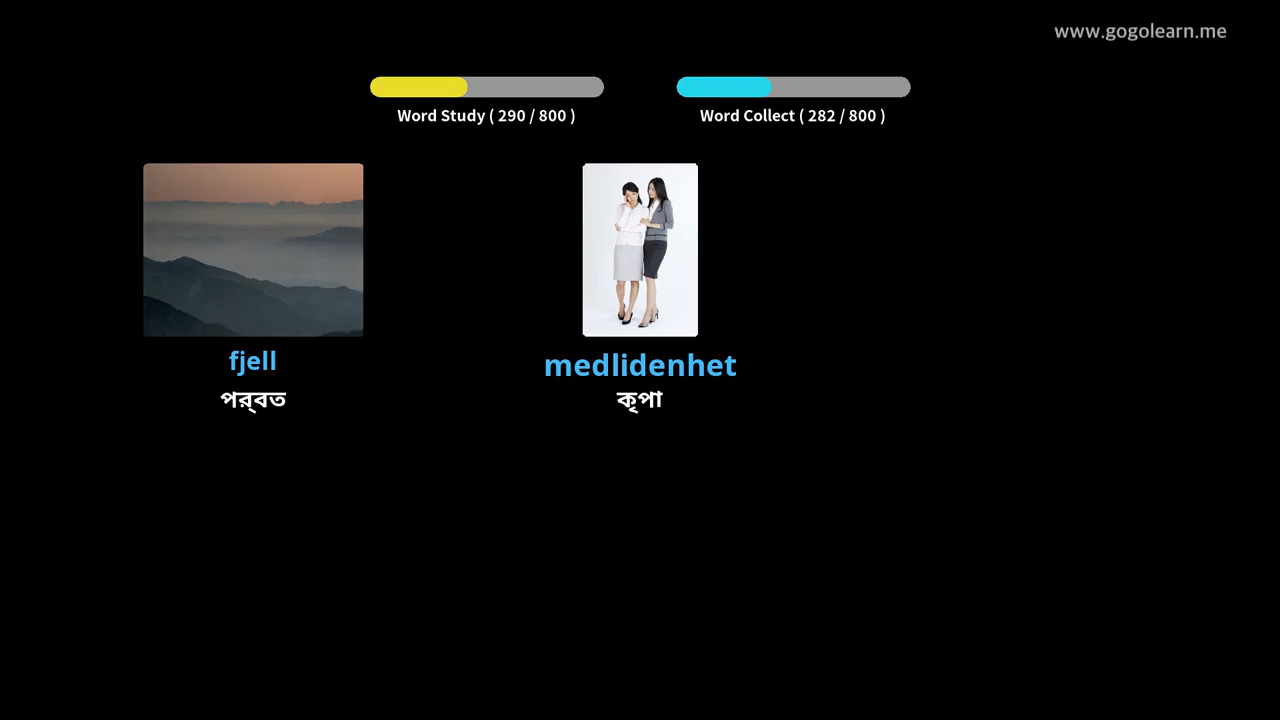 www.gogolearn.me
Word Study ( 290 / 800 )
Word Collect ( 282 / 800 )
fjell
পর্বত
medlidenhet
কৃপা